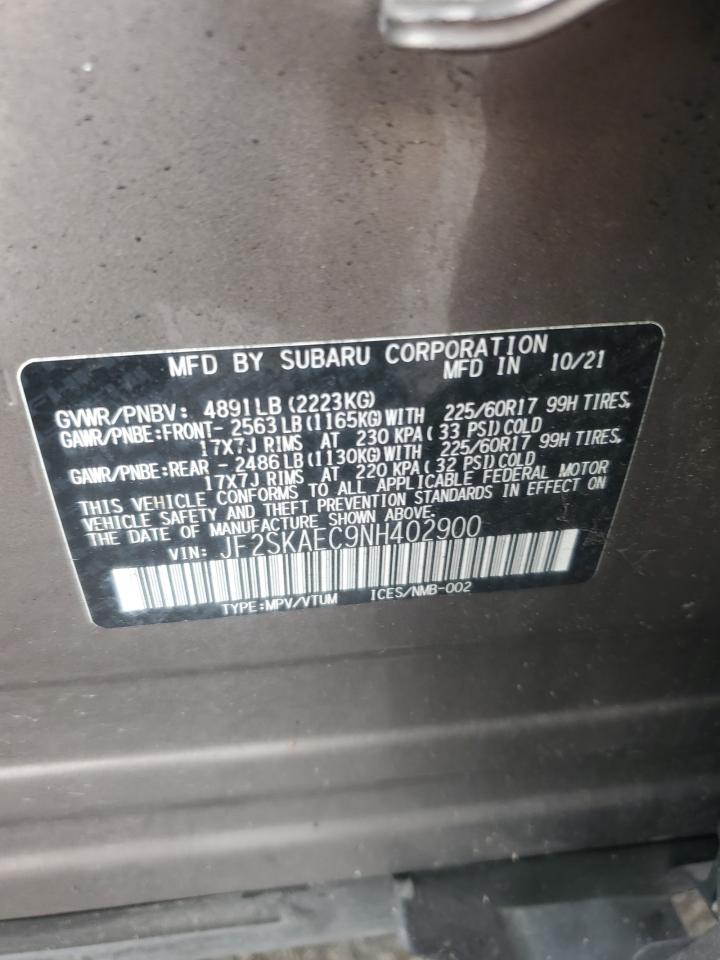 MFD BY SUBARU CORPORATION
MFD IN 10/21
GVWR/PNBV: 4891LB (2223KG)
GAWR/PNBE:FRONT- 2563LB (1165KG) WITH 225/60R17 99H TIRES,
17X7J RIMS AT 230 KPA ( 33 PSI) COLD
GAWR/PNBE:REAR - 2486LB (1130KG) WITH 225/60R17 99H TIRES,
17X7J RIMS AT 220 KPA ( 32 PSI) COLD
THIS VEHICLE CONFORMS TO ALL APPLICABLE FEDERAL MOTOR
VEHICLE SAFETY AND THEFT PREVENTION STANDARDS IN EFFECT ON
THE DATE OF MANUFACTURE SHOWN ABOVE.
VIN: JF2SKAEC9NH402900
TYPE:MPV/VTUM ICES/NMB-002